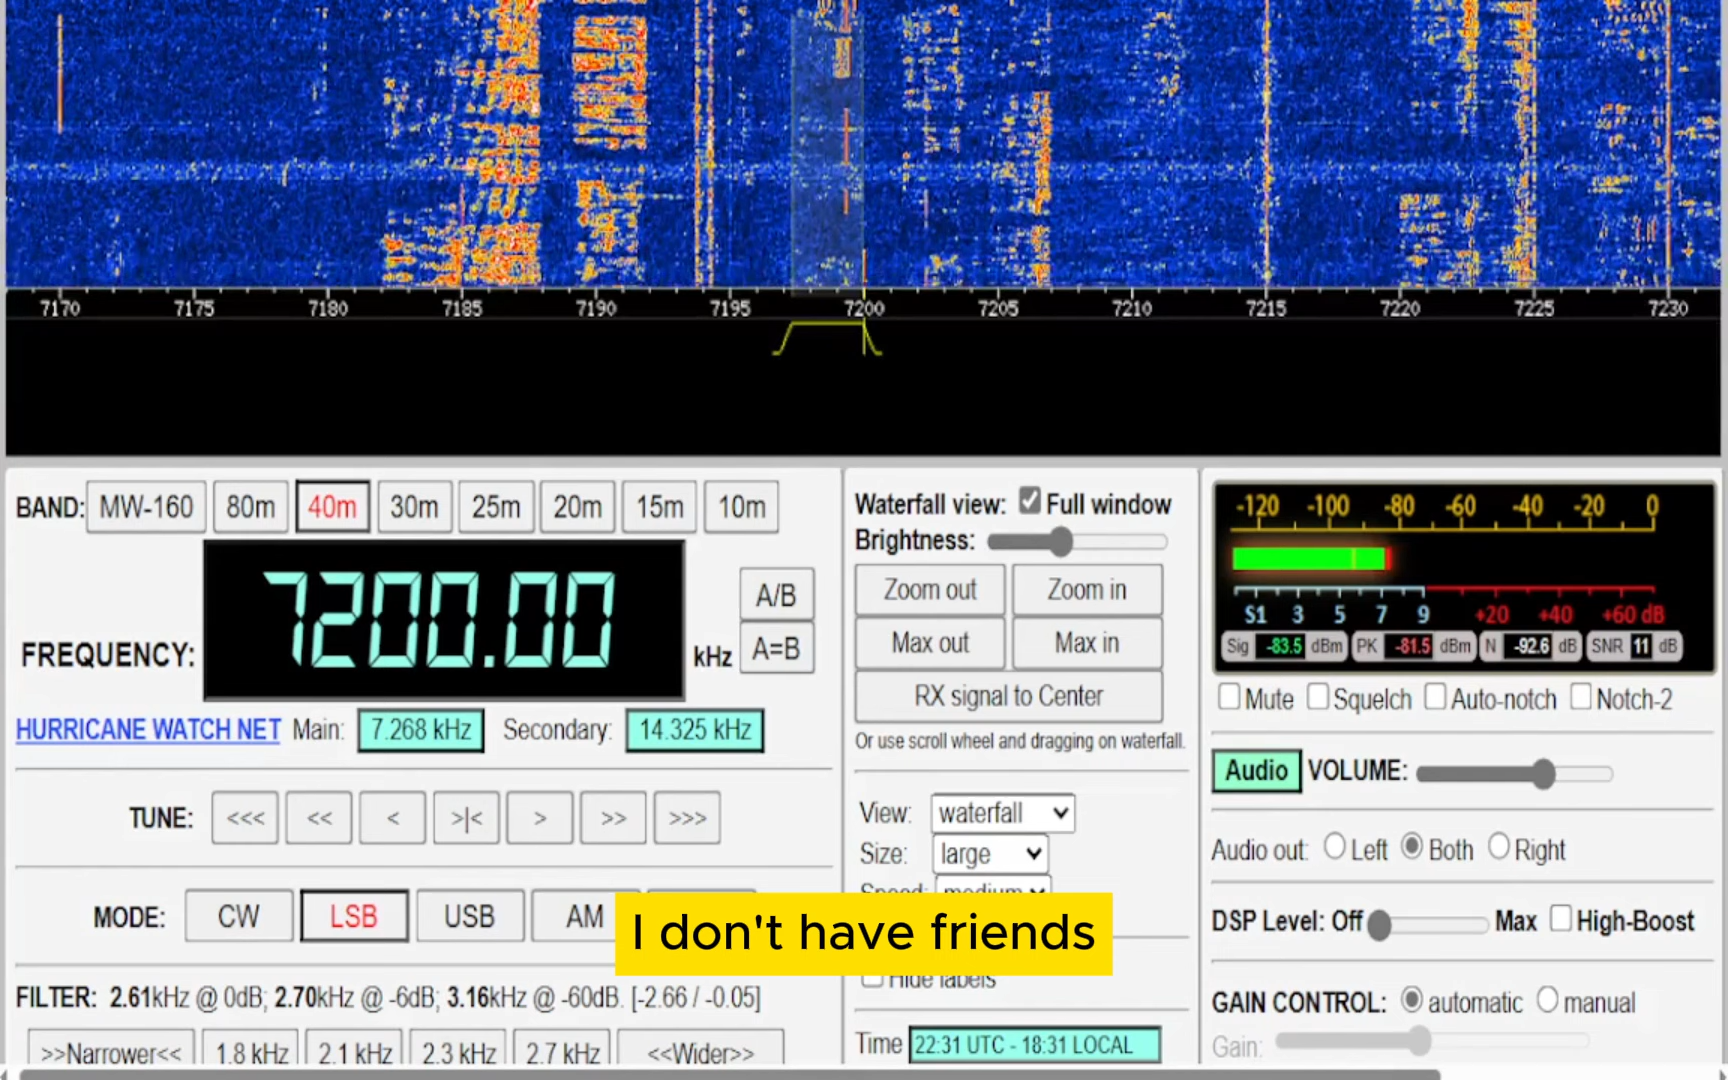 7170 7175 7180 7185 7190 7195 7200 7205 7210 7215 7220 7225 7230
BAND: MW-160 80m 40m 30m 25m 20m 15m 10m
FREQUENCY: 7200.00 kHz
A/B
A=B
HURRICANE WATCH NET Main: 7.268 kHz Secondary: 14.325 kHz
TUNE: <<< << < >|< > >> >>>
MODE: CW LSB USB AM
FILTER: 2.61kHz @ 0dB; 2.70kHz @ -6dB; 3.16kHz @ -60dB. [-2.66 / -0.05]
>>Narrower<< 1.8 kHz 2.1 kHz 2.3 kHz 2.7 kHz <<Wider>>
Waterfall view: Full window
Brightness:
Zoom out Zoom in
Max out Max in
RX signal to Center
Or use scroll wheel and dragging on waterfall.
View: waterfall
Size: large
Speed: medium
I don't have friends
Hide labels
Time 22:31 UTC - 18:31 LOCAL
-120 -100 -80 -60 -40 -20 0
S1 3 5 7 9 +20 +40 +60 dB
Sig -83.5 dBm PK -81.5 dBm N -92.6 dB SNR 11 dB
Mute Squelch Auto-notch Notch-2
Audio VOLUME:
Audio out: Left Both Right
DSP Level: Off Max High-Boost
GAIN CONTROL: automatic manual
Gain: